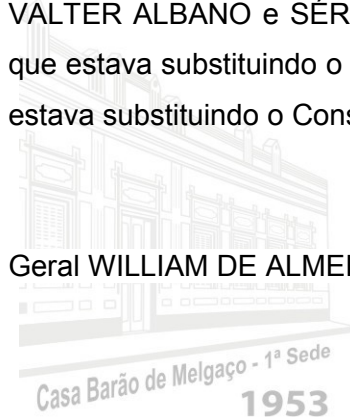 VALTER ALBANO e SÉR
que estava substituindo o
estava substituindo o Cons
Geral WILLIAM DE ALMEI
Casa Barão de Melgaço - 1ª Sede
1953